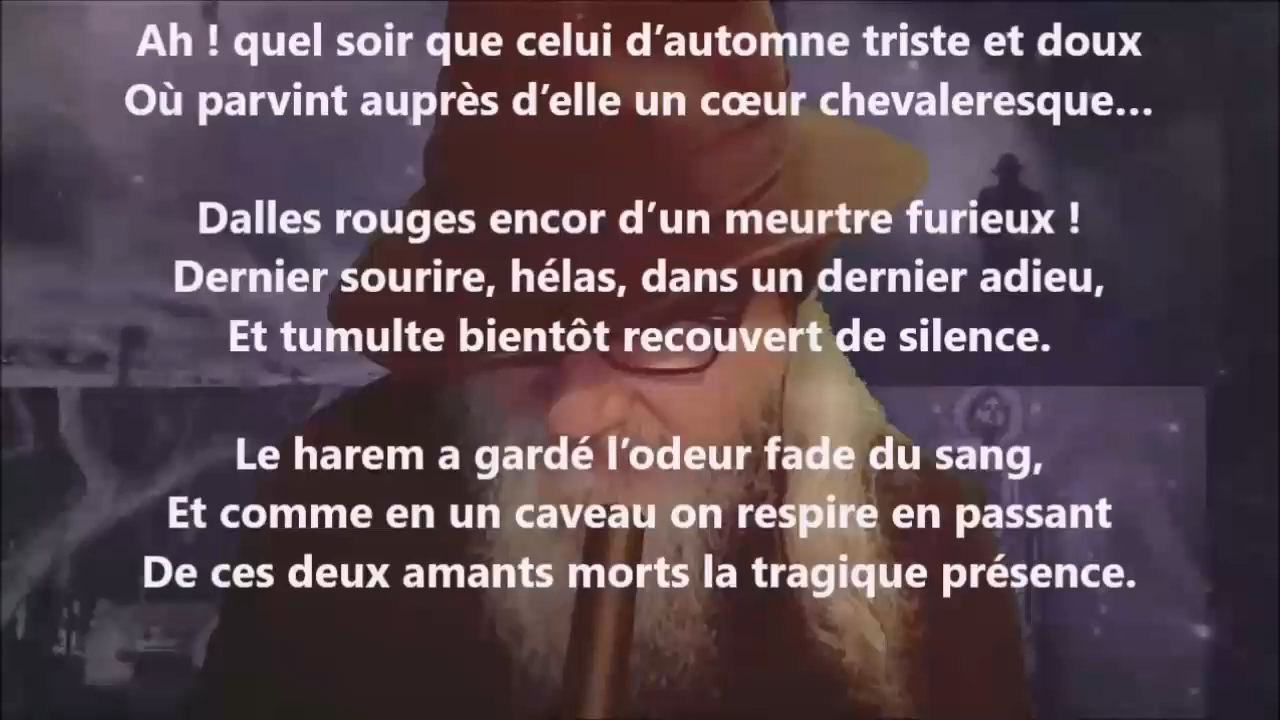 Ah ! quel soir que celui d’automne triste et doux
Où parvint auprès d’elle un cœur chevaleresque…
Dalles rouges encor d’un meurtre furieux !
Dernier sourire, hélas, dans un dernier adieu,
Et tumulte bientôt recouvert de silence.
Le harem a gardé l’odeur fade du sang,
Et comme en un caveau on respire en passant
De ces deux amants morts la tragique présence.